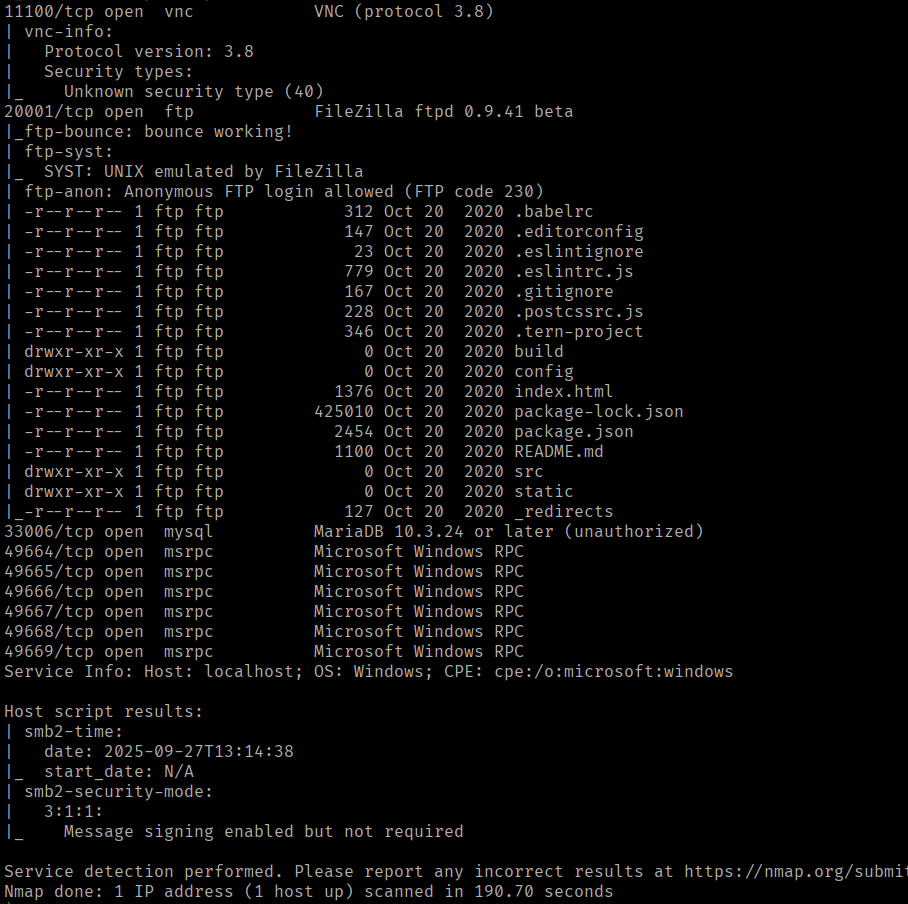 11100/tcp open  vnc            VNC (protocol 3.8)
| vnc-info:
|   Protocol version: 3.8
|   Security types:
|_    Unknown security type (40)
20001/tcp open  ftp            FileZilla ftpd 0.9.41 beta
|_ftp-bounce: bounce working!
| ftp-syst:
|_  SYST: UNIX emulated by FileZilla
| ftp-anon: Anonymous FTP login allowed (FTP code 230)
| -r--r--r-- 1 ftp ftp            312 Oct 20  2020 .babelrc
| -r--r--r-- 1 ftp ftp            147 Oct 20  2020 .editorconfig
| -r--r--r-- 1 ftp ftp             23 Oct 20  2020 .eslintignore
| -r--r--r-- 1 ftp ftp            779 Oct 20  2020 .eslintrc.js
| -r--r--r-- 1 ftp ftp            167 Oct 20  2020 .gitignore
| -r--r--r-- 1 ftp ftp            228 Oct 20  2020 .postcssrc.js
| -r--r--r-- 1 ftp ftp            346 Oct 20  2020 .tern-project
| drwxr-xr-x 1 ftp ftp              0 Oct 20  2020 build
| drwxr-xr-x 1 ftp ftp              0 Oct 20  2020 config
| -r--r--r-- 1 ftp ftp           1376 Oct 20  2020 index.html
| -r--r--r-- 1 ftp ftp         425010 Oct 20  2020 package-lock.json
| -r--r--r-- 1 ftp ftp           2454 Oct 20  2020 package.json
| -r--r--r-- 1 ftp ftp           1100 Oct 20  2020 README.md
| drwxr-xr-x 1 ftp ftp              0 Oct 20  2020 src
| drwxr-xr-x 1 ftp ftp              0 Oct 20  2020 static
|_-r--r--r-- 1 ftp ftp            127 Oct 20  2020 _redirects
33006/tcp open  mysql          MariaDB 10.3.24 or later (unauthorized)
49664/tcp open  msrpc          Microsoft Windows RPC
49665/tcp open  msrpc          Microsoft Windows RPC
49666/tcp open  msrpc          Microsoft Windows RPC
49667/tcp open  msrpc          Microsoft Windows RPC
49668/tcp open  msrpc          Microsoft Windows RPC
49669/tcp open  msrpc          Microsoft Windows RPC
Service Info: Host: localhost; OS: Windows; CPE: cpe:/o:microsoft:windows

Host script results:
| smb2-time:
|   date: 2025-09-27T13:14:38
|_  start_date: N/A
| smb2-security-mode:
|   3:1:1:
|_    Message signing enabled but not required

Service detection performed. Please report any incorrect results at https://nmap.org/submit
Nmap done: 1 IP address (1 host up) scanned in 190.70 seconds